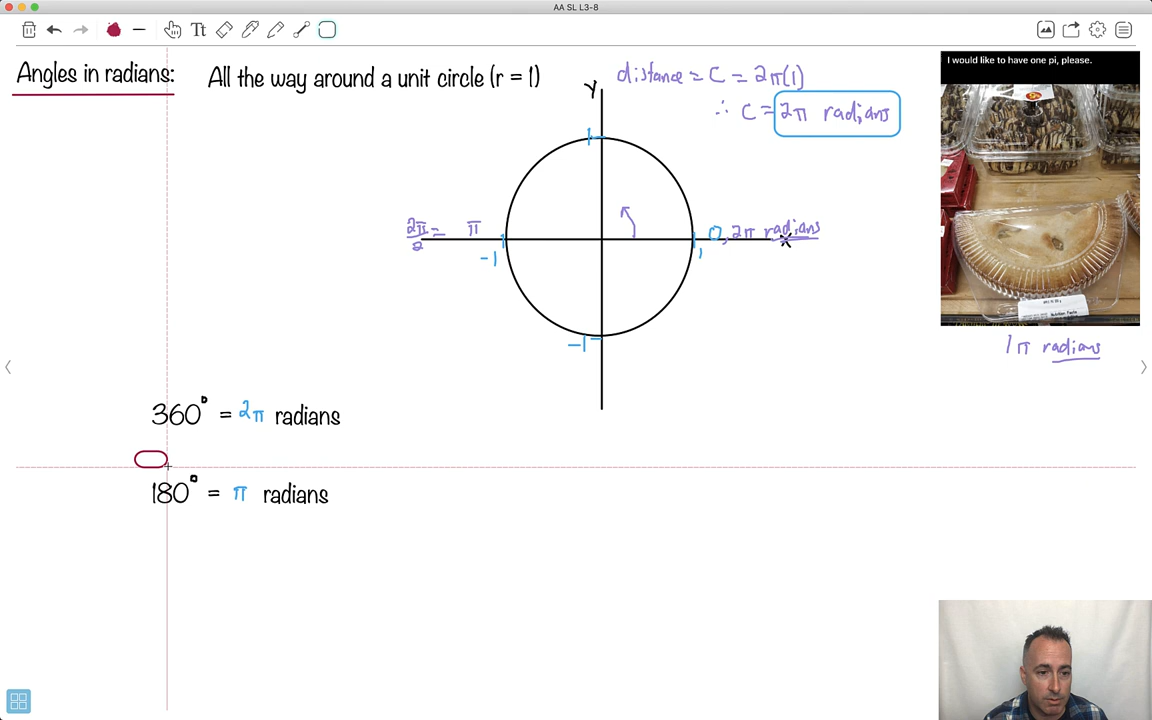 AA SL L3-8
Tt
Angles in radians:
All the way around a unit circle (r = 1)
distance = C = 2π(1)
∴ C = 2π radians
y
1
2π/2 = π
0, 2π radians
x
-1
1
-1
I would like to have one pi, please.
1π radians
360° = 2π radians
180° = π radians